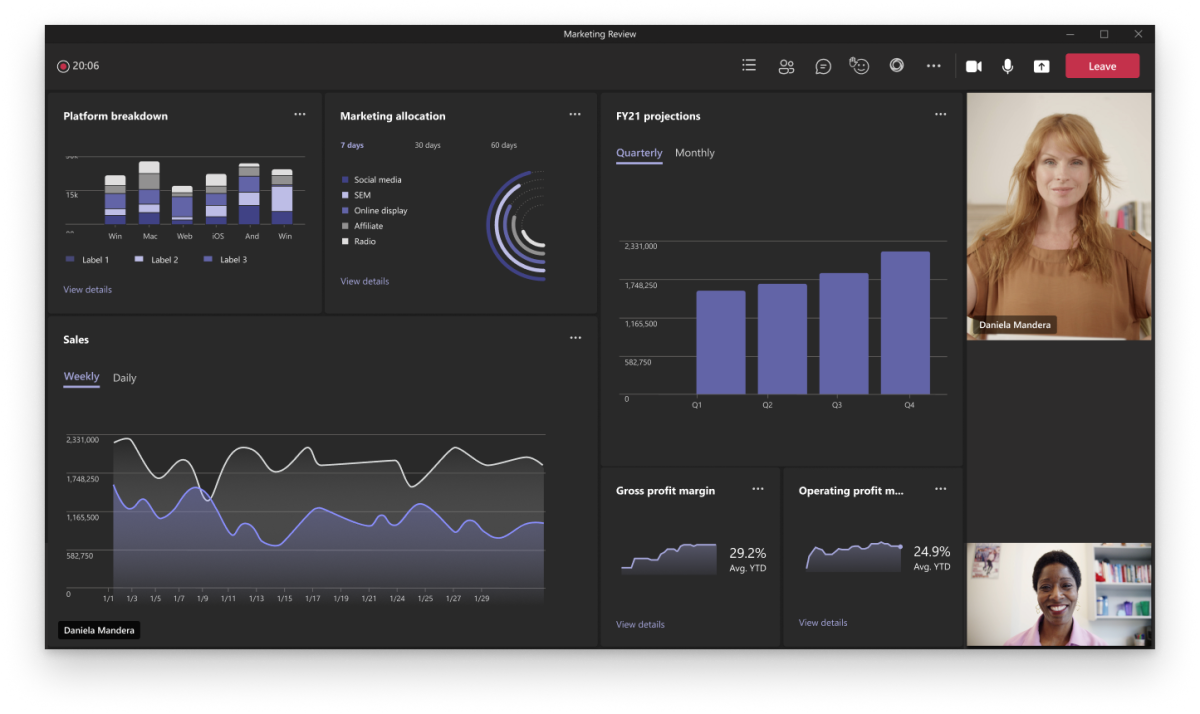 Marketing Review
20:06
Leave
Platform breakdown
15k
Win Mac Web iOS And Win
Label 1 Label 2 Label 3
View details
Marketing allocation
7 days 30 days 60 days
Social media
SEM
Online display
Affiliate
Radio
View details
FY21 projections
Quarterly Monthly
2,331,000
1,748,250
1,165,500
582,750
0
Q1 Q2 Q3 Q4
Daniela Mandera
Sales
Weekly Daily
2,331,000
1,748,250
1,165,500
582,750
0
1/1 1/3 1/5 1/7 1/9 1/11 1/13 1/15 1/17 1/19 1/21 1/24 1/25 1/27 1/29
Daniela Mandera
Gross profit margin
29.2%
Avg. YTD
View details
Operating profit m...
24.9%
Avg. YTD
View details